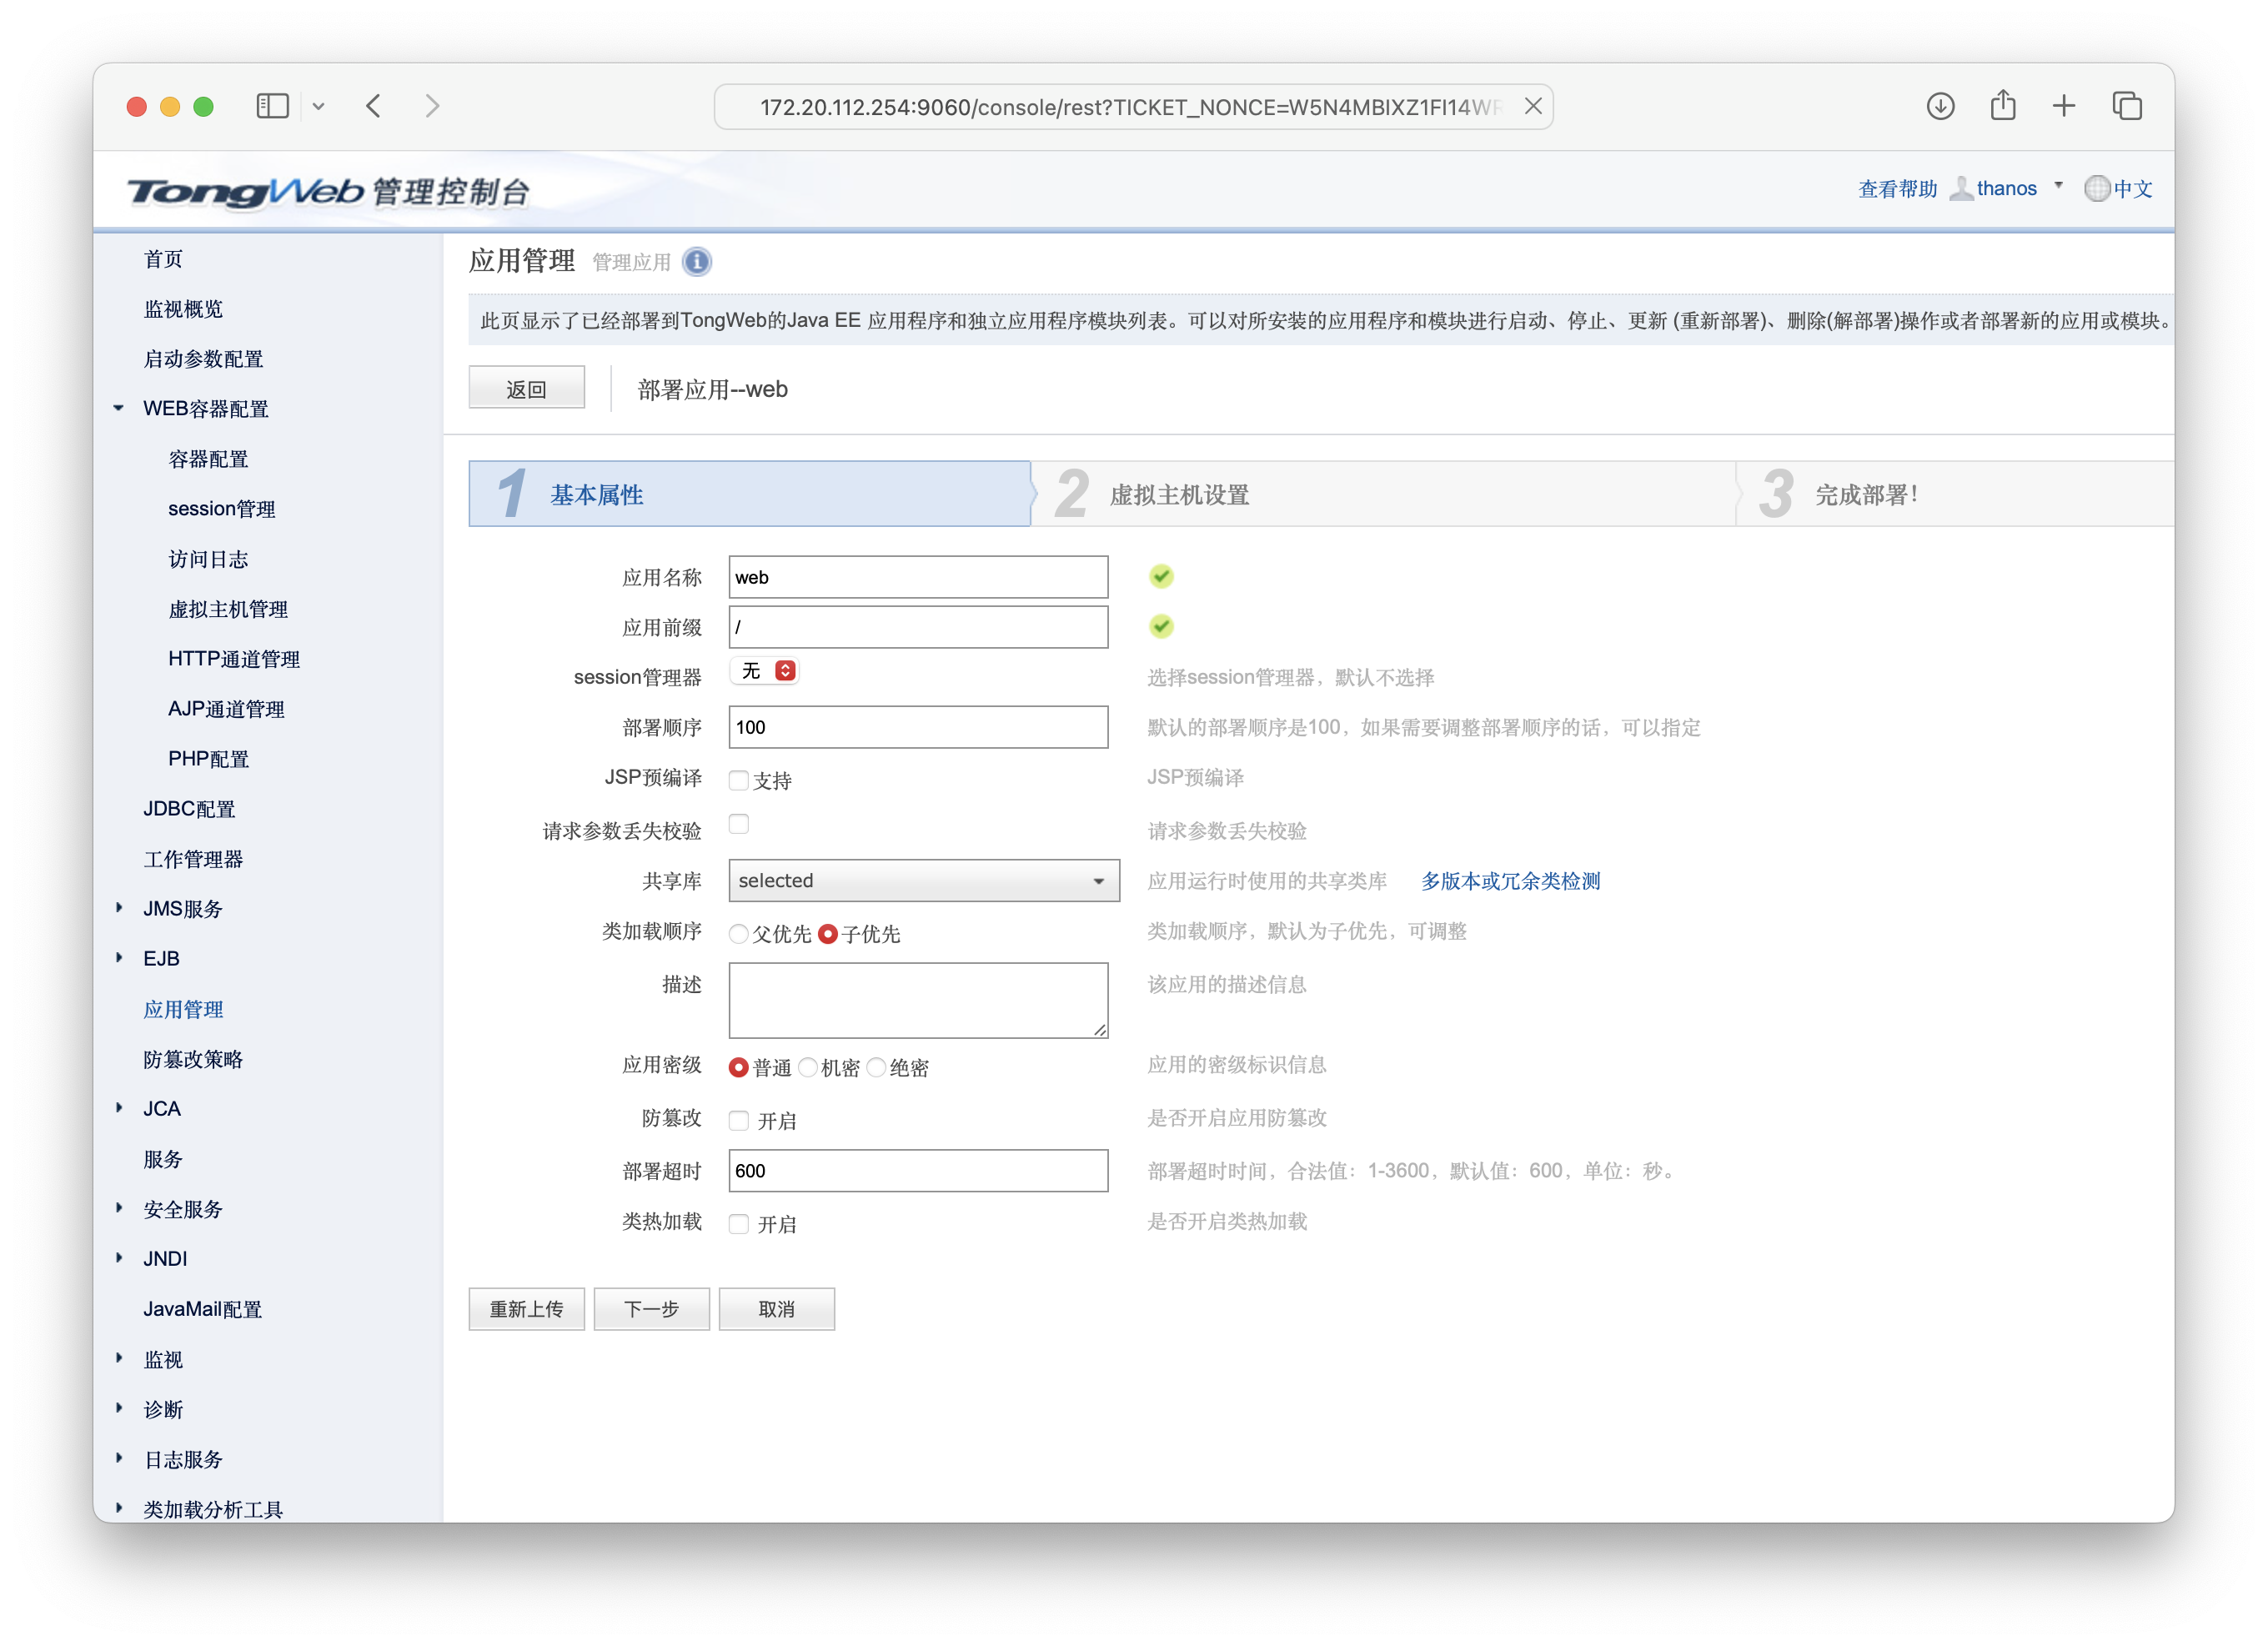 172.20.112.254:9060/console/rest?TICKET_NONCE=W5N4MBIXZ1FI14WR
TongWeb 管理控制台
查看帮助 thanos 中文
首页
监视概览
启动参数配置
WEB容器配置
容器配置
session管理
访问日志
虚拟主机管理
HTTP通道管理
AJP通道管理
PHP配置
JDBC配置
工作管理器
JMS服务
EJB
应用管理
防篡改策略
JCA
服务
安全服务
JNDI
JavaMail配置
监视
诊断
日志服务
类加载分析工具
应用管理 管理应用
此页显示了已经部署到TongWeb的Java EE 应用程序和独立应用程序模块列表。可以对所安装的应用程序和模块进行启动、停止、更新 (重新部署)、删除(解部署)操作或者部署新的应用或模块。
返回 部署应用--web
1 基本属性 2 虚拟主机设置 3 完成部署!
应用名称 web
应用前缀 /
session管理器 无 选择session管理器，默认不选择
部署顺序 100 默认的部署顺序是100，如果需要调整部署顺序的话，可以指定
JSP预编译 支持 JSP预编译
请求参数丢失校验 请求参数丢失校验
共享库 selected 应用运行时使用的共享类库 多版本或冗余类检测
类加载顺序 父优先 子优先 类加载顺序，默认为子优先，可调整
描述 该应用的描述信息
应用密级 普通 机密 绝密 应用的密级标识信息
防篡改 开启 是否开启应用防篡改
部署超时 600 部署超时时间，合法值：1-3600，默认值：600，单位：秒。
类热加载 开启 是否开启类热加载
重新上传 下一步 取消